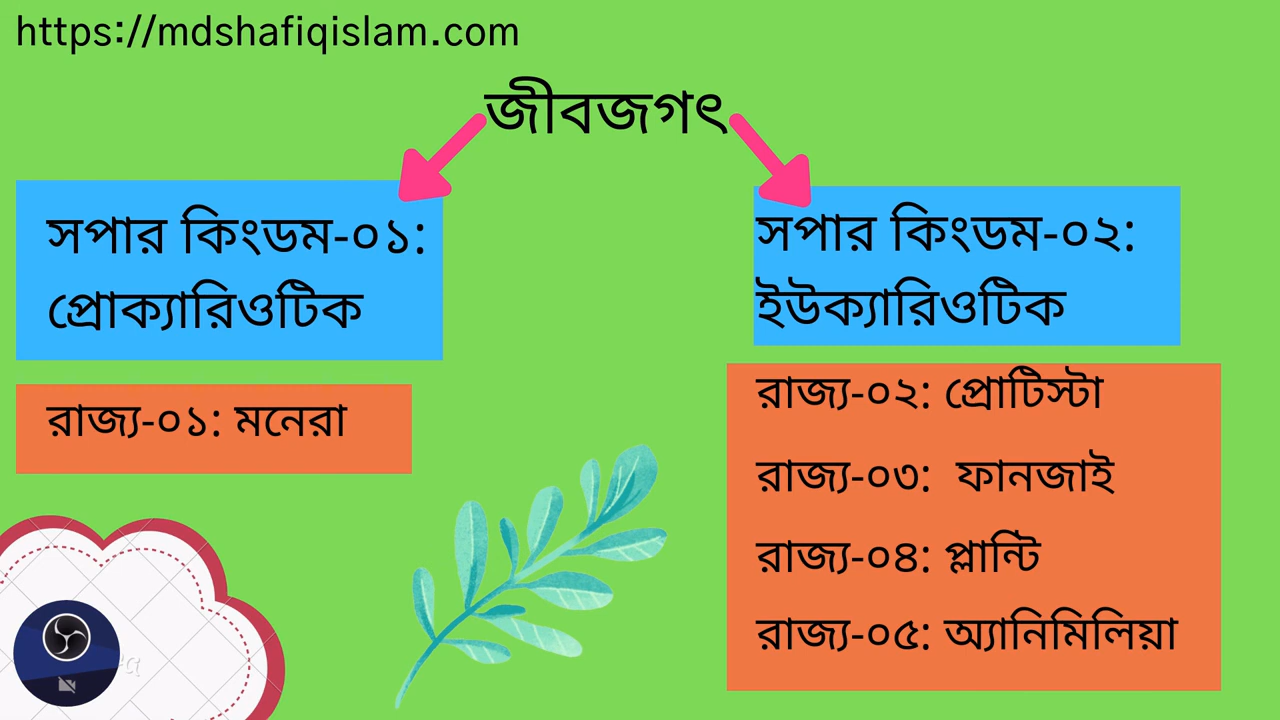 https://mdshafiqislam.com
জীবজগৎ
সপার কিংডম-০১:
প্রোক্যারিওটিক
রাজ্য-০১: মনেরা
সপার কিংডম-০২:
ইউক্যারিওটিক
রাজ্য-০২: প্রোটিস্টা
রাজ্য-০৩: ফানজাই
রাজ্য-০৪: প্লান্টি
রাজ্য-০৫: অ্যানিমিলিয়া